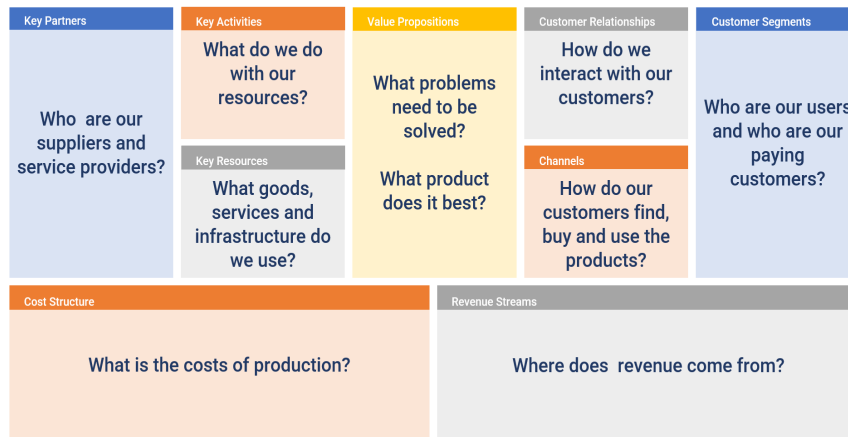 Key Partners
Who are our
suppliers and
service providers?
Key Activities
What do we do
with our
resources?
Key Resources
What goods,
services and
infrastructure do
we use?
Value Propositions
What problems
need to be
solved?
What product
does it best?
Customer Relationships
How do we
interact with our
customers?
Channels
How do our
customers find,
buy and use the
products?
Customer Segments
Who are our users
and who are our
paying
customers?
Cost Structure
What is the costs of production?
Revenue Streams
Where does revenue come from?